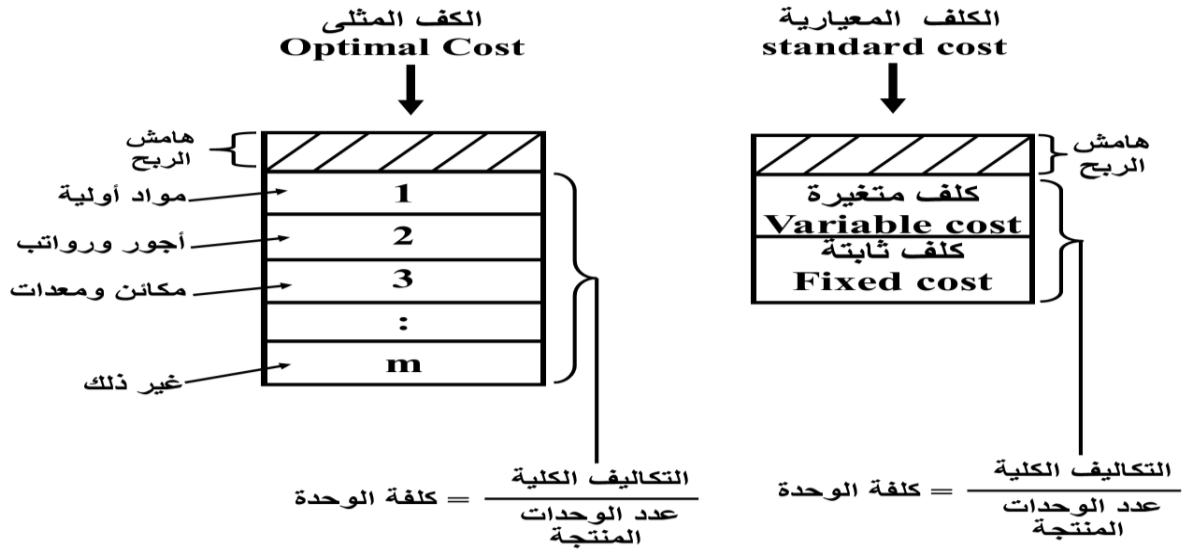 الكف المثلى
Optimal Cost
هامش
الربح
مواد أولية
1
أجور ورواتب
2
مكائن ومعدات
3
:
غير ذلك
m
كلفة الوحدة = التكاليف الكلية
عدد الوحدات
المنتجة
الكلف المعيارية
standard cost
هامش
الربح
كلف متغيرة
Variable cost
كلف ثابتة
Fixed cost
كلفة الوحدة = التكاليف الكلية
عدد الوحدات
المنتجة